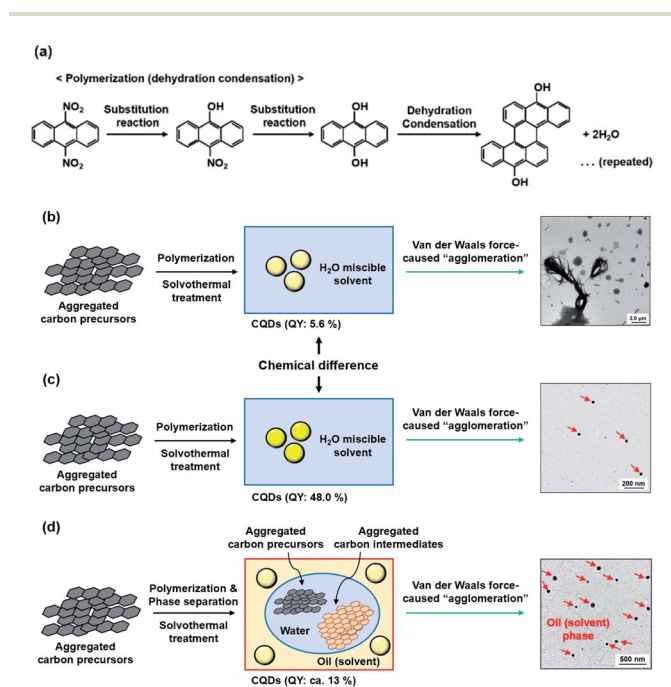 (a)
< Polymerization (dehydration condensation) >
NO₂
NO₂
Substitution
reaction
OH
NO₂
Substitution
reaction
OH
OH
Dehydration
Condensation
OH
OH
+ 2H₂O
... (repeated)
(b)
Aggregated
carbon precursors
Polymerization
Solvothermal
treatment
H₂O miscible
solvent
CQDs (QY: 5.6 %)
Van der Waals force-
caused “agglomeration”
2.0 μm
Chemical difference
(c)
Aggregated
carbon precursors
Polymerization
Solvothermal
treatment
H₂O miscible
solvent
CQDs (QY: 48.0 %)
Van der Waals force-
caused “agglomeration”
200 nm
(d)
Aggregated
carbon precursors
Polymerization &
Phase separation
Solvothermal
treatment
Aggregated
carbon precursors
Aggregated
carbon intermediates
Water
Oil (solvent)
CQDs (QY: ca. 13 %)
Van der Waals force-
caused “agglomeration”
Oil (solvent)
phase
500 nm